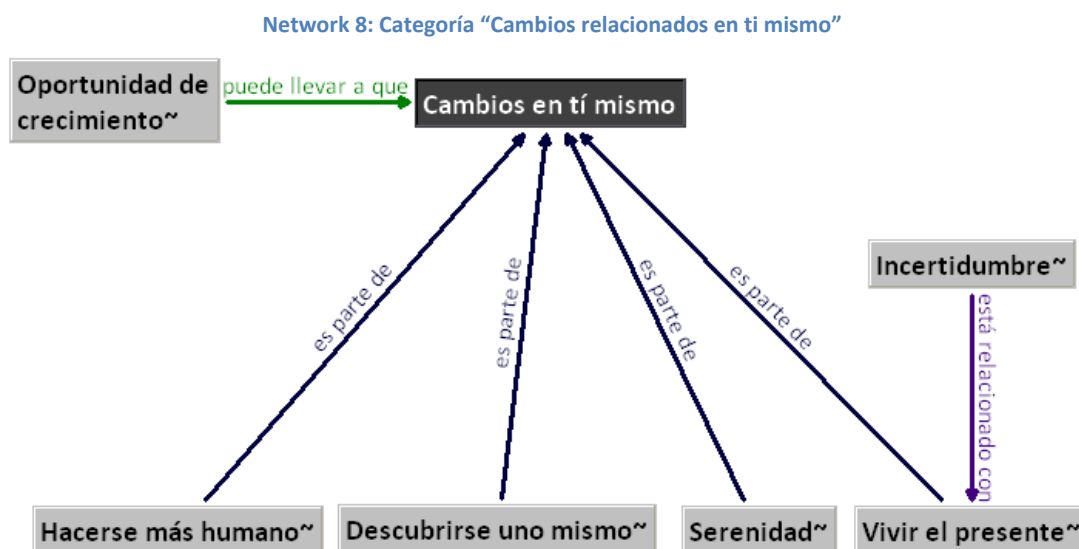 Network 8: Categoría “Cambios relacionados en ti mismo”
Oportunidad de
crecimiento~
puede llevar a que
Cambios en tí mismo
Incertidumbre~
es parte de
es parte de
es parte de
es parte de
está relacionado con
Hacerse más humano~
Descubrirse uno mismo~
Serenidad~
Vivir el presente~